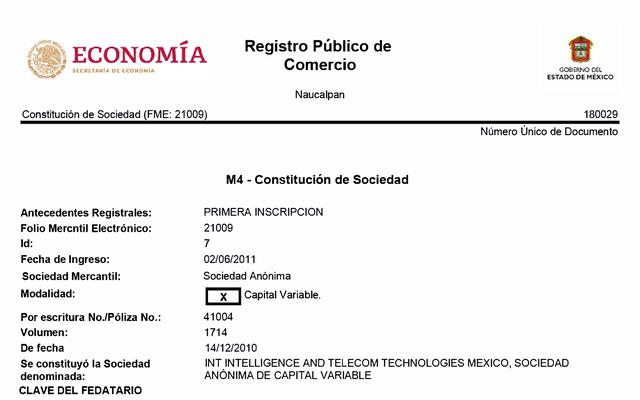 ECONOMÍA
SECRETARÍA DE ECONOMÍA
Registro Público de
Comercio
Naucalpan
GOBIERNO DEL
ESTADO DE MÉXICO
Constitución de Sociedad (FME: 21009) 180029
Número Único de Documento
M4 - Constitución de Sociedad
Antecedentes Registrales: PRIMERA INSCRIPCION
Folio Mercntil Electrónico: 21009
Id: 7
Fecha de Ingreso: 02/06/2011
Sociedad Mercantil: Sociedad Anónima
Modalidad: X Capital Variable.
Por escritura No./Póliza No.: 41004
Volumen: 1714
De fecha 14/12/2010
Se constituyó la Sociedad INT INTELLIGENCE AND TELECOM TECHNOLOGIES MEXICO, SOCIEDAD
denominada: ANÓNIMA DE CAPITAL VARIABLE
CLAVE DEL FEDATARIO